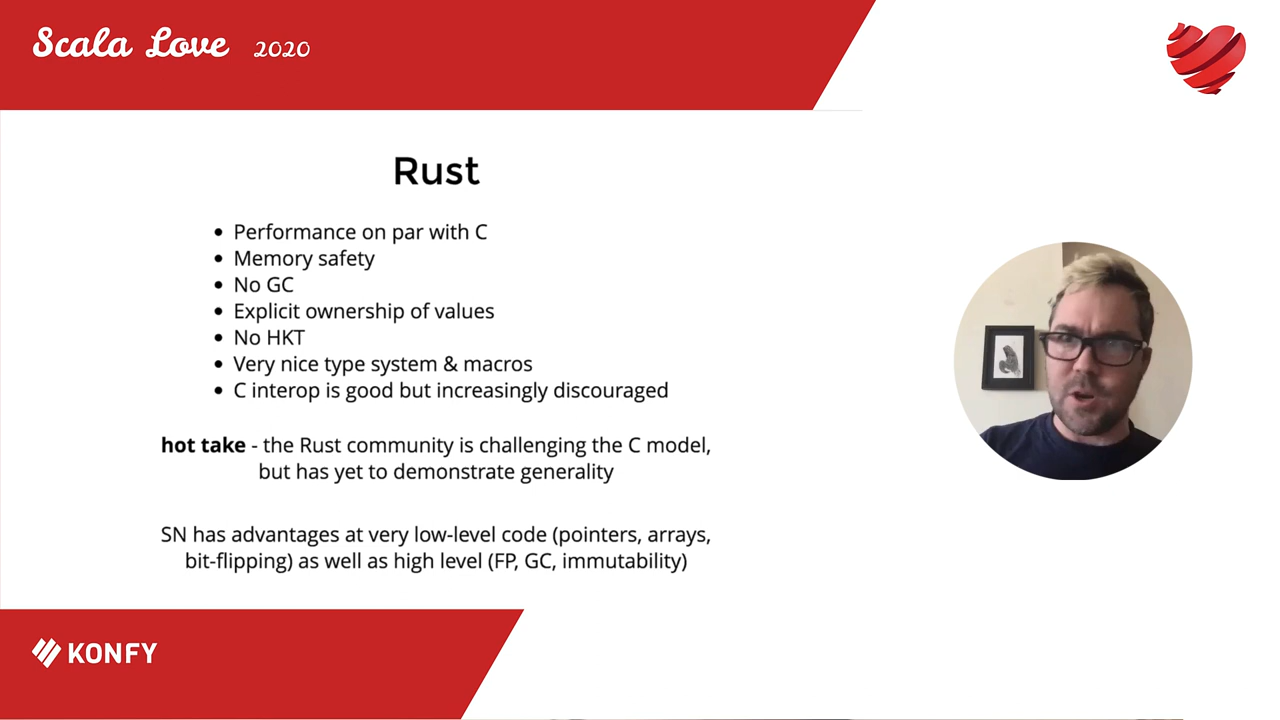 Scala Love 2020
Rust
• Performance on par with C
• Memory safety
• No GC
• Explicit ownership of values
• No HKT
• Very nice type system & macros
• C interop is good but increasingly discouraged
hot take - the Rust community is challenging the C model,
but has yet to demonstrate generality
SN has advantages at very low-level code (pointers, arrays,
bit-flipping) as well as high level (FP, GC, immutability)
KONFY